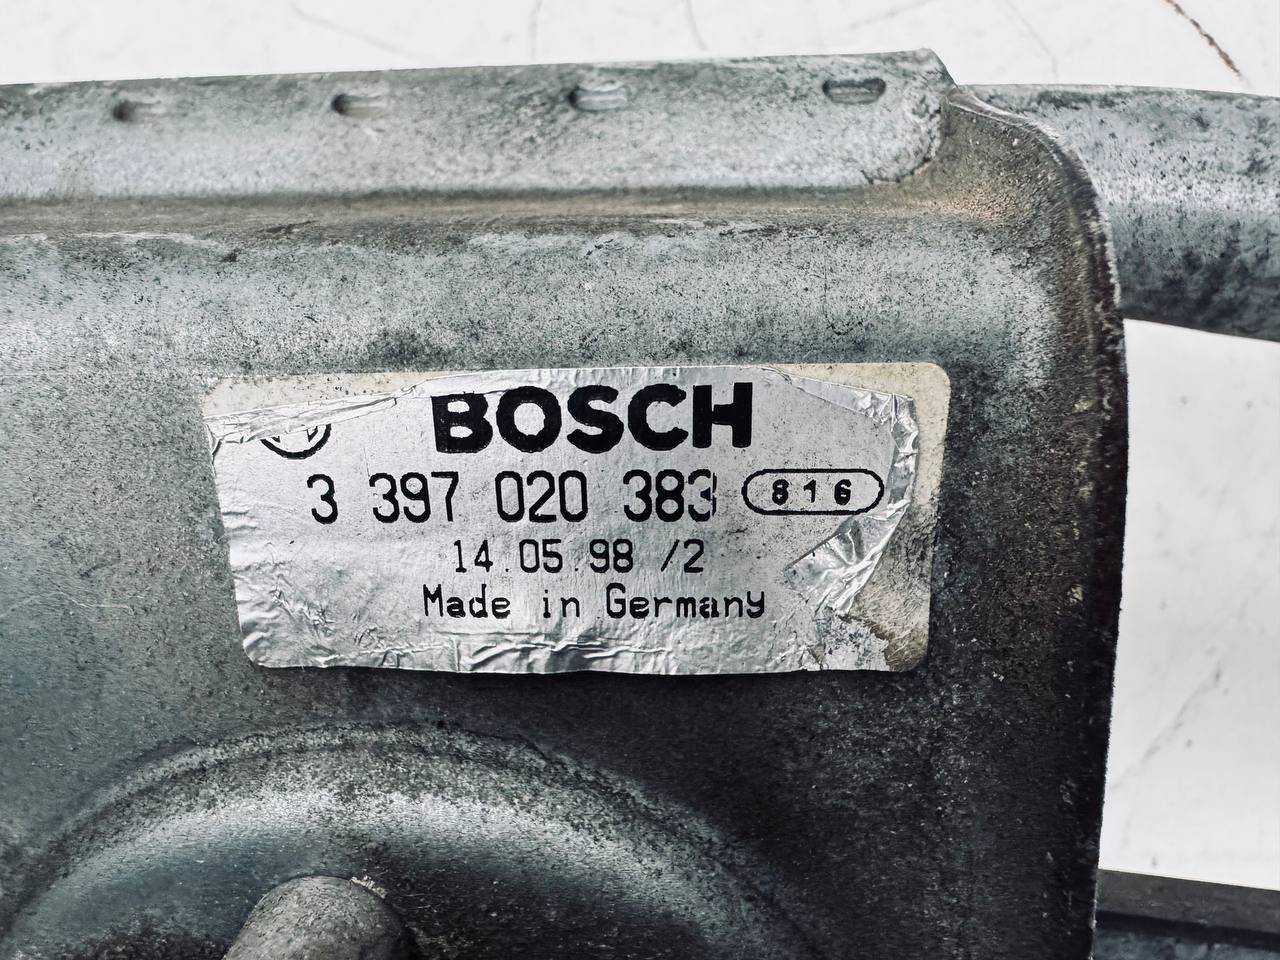 BOSCH
3 397 020 383 816
14.05.98 /2
Made in Germany